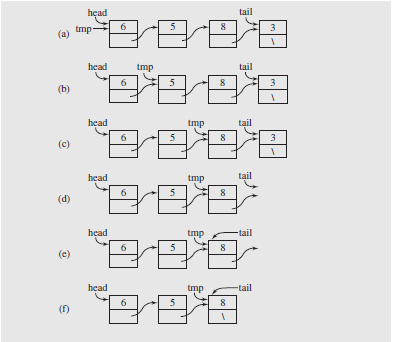 head tail
(a) tmp 6 5 8 3
\
head tmp tail
(b) 6 5 8 3
\
head tmp tail
(c) 6 5 8 3
\
head tmp tail
(d) 6 5 8
head tmp tail
(e) 6 5 8
head tmp tail
(f) 6 5 8
\